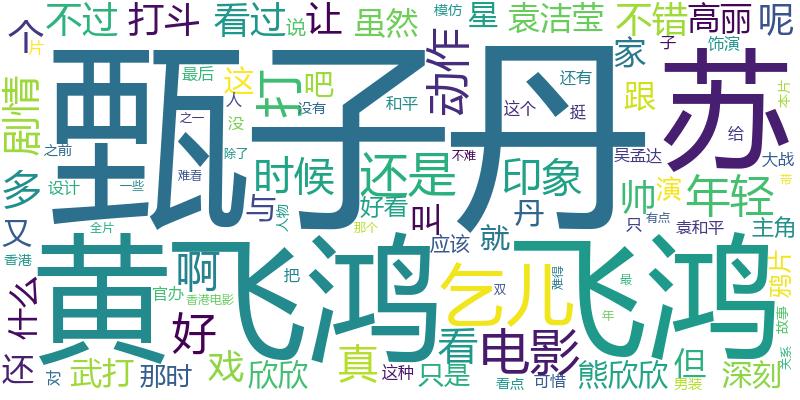 不过 打斗 看过 说 让 虽然 模仿 星 袁洁莹 不错 高丽 呢
个 片 动作 家 子 饰演
剧情 最后 这 打 吧 还有 跟
甄子丹 苏
人 没有 和平 这个 挺 本片
之一 没 给
之前 除了 不难 吴孟达 大战
难看
多 设计 一些 时候 还是 印象 帅 演 年轻 带
与 好看 叫 丹
又 全片 人物 那个 应该 就 只 有点 袁和平 主角
香港
黄飞鸿 飞鸿
什么 啊 把 乞儿 难得 最 鸦片
官办 香港电影 双 年 故事
好 看 电影
还 对 武打 那时 戏 欣欣 真 这种 只是 看点 可惜 熊欣欣 男装 但 深刻 关系